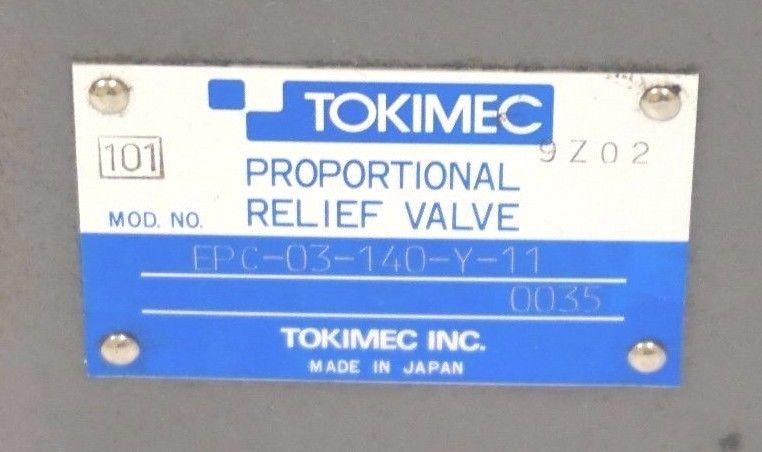 TOKIMEC
9Z02
101
PROPORTIONAL
MOD. NO. RELIEF VALVE
EPC-03-140-Y-11
0035
TOKIMEC INC.
MADE IN JAPAN